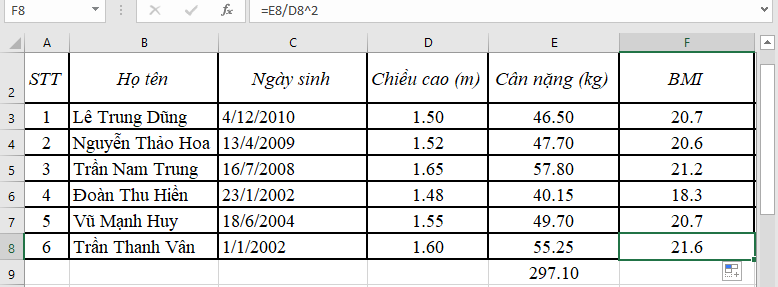 F8 fx =E8/D8^2
A B C D E F
2 STT Họ tên Ngày sinh Chiều cao (m) Cân nặng (kg) BMI
3 1 Lê Trung Dũng 4/12/2010 1.50 46.50 20.7
4 2 Nguyễn Thảo Hoa 13/4/2009 1.52 47.70 20.6
5 3 Trần Nam Trung 16/7/2008 1.65 57.80 21.2
6 4 Đoàn Thu Hiền 23/1/2002 1.48 40.15 18.3
7 5 Vũ Mạnh Huy 18/6/2004 1.55 49.70 20.7
8 6 Trần Thanh Vân 1/1/2002 1.60 55.25 21.6
9 297.10